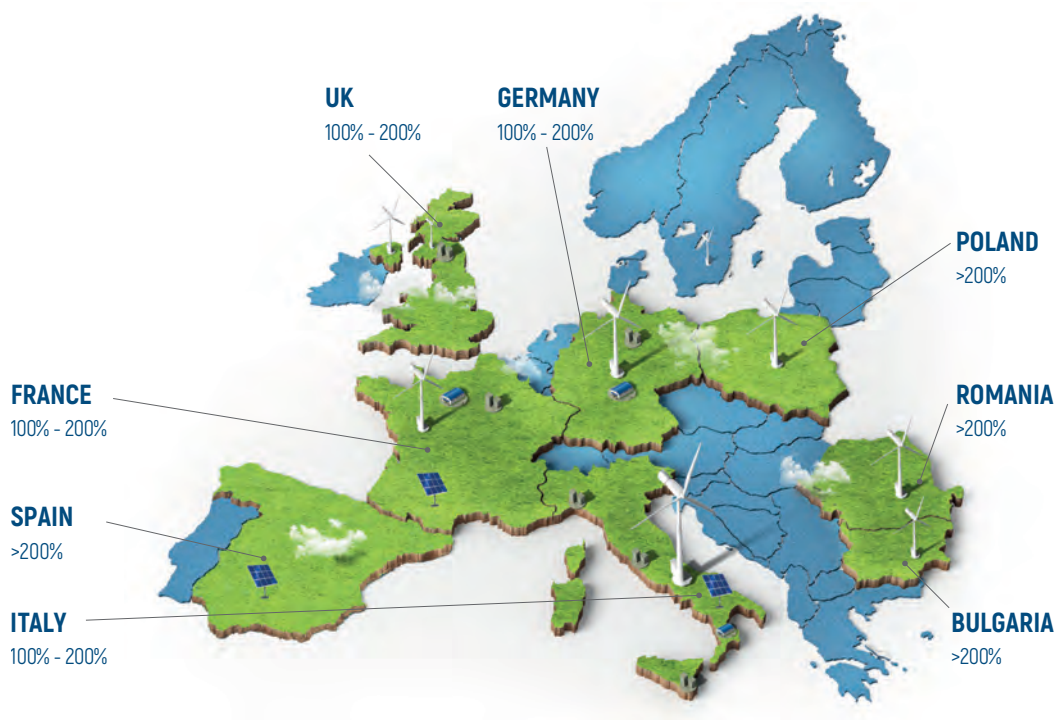 UK
100% - 200%
GERMANY
100% - 200%
POLAND
>200%
FRANCE
100% - 200%
ROMANIA
>200%
SPAIN
>200%
ITALY
100% - 200%
BULGARIA
>200%